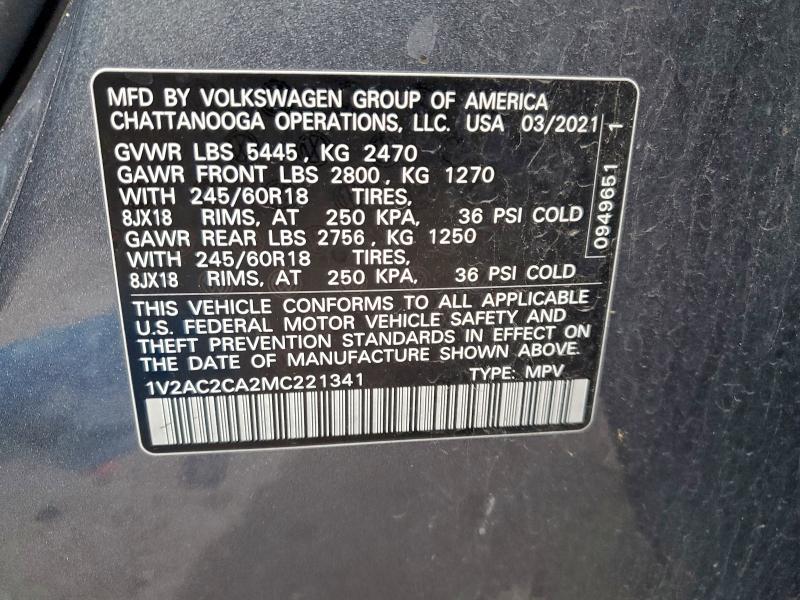 MFD BY VOLKSWAGEN GROUP OF AMERICA
CHATTANOOGA OPERATIONS, LLC. USA 03/2021
GVWR LBS 5445, KG 2470
GAWR FRONT LBS 2800, KG 1270
WITH 245/60R18 TIRES,
8JX18 RIMS, AT 250 KPA, 36 PSI COLD
GAWR REAR LBS 2756, KG 1250
WITH 245/60R18 TIRES,
8JX18 RIMS, AT 250 KPA, 36 PSI COLD
THIS VEHICLE CONFORMS TO ALL APPLICABLE
U.S. FEDERAL MOTOR VEHICLE SAFETY AND
THEFT PREVENTION STANDARDS IN EFFECT ON
THE DATE OF MANUFACTURE SHOWN ABOVE.
1V2AC2CA2MC221341 TYPE: MPV
0949651 1